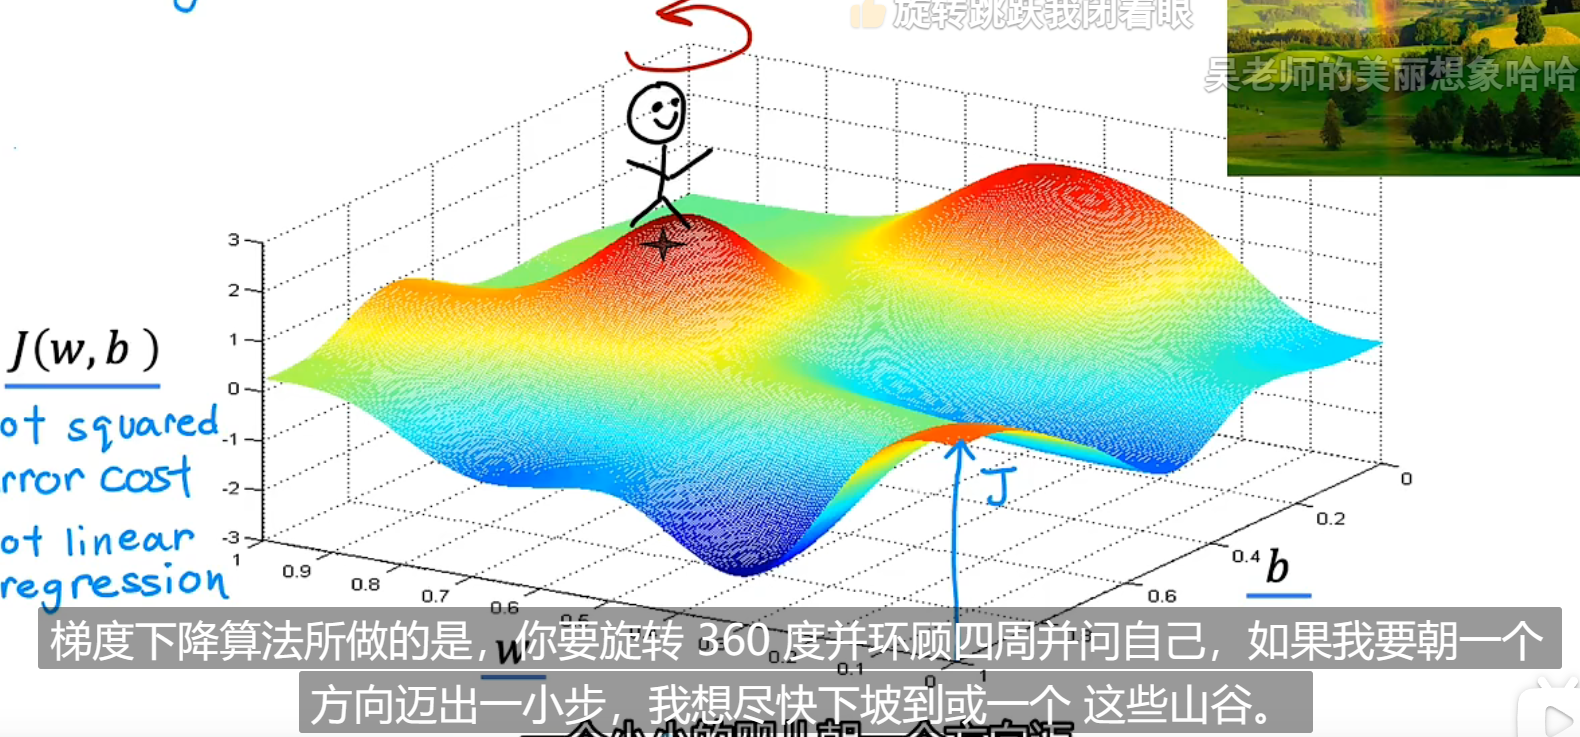 旋转跳跃我闭着眼
吴老师的美丽想象哈哈
3
2
1
0
-1
-2
-3
J(w, b )
ot squared
rror cost
ot linear
regression
J
1
0.9
0.8
0.7
0.6
0.2
0.1
0
w
0
0.2
0.4
0.6
1
b
梯度下降算法所做的是，你要旋转 360 度并环顾四周并问自己，如果我要朝一个
方向迈出一小步，我想尽快下坡到或一个 这些山谷。